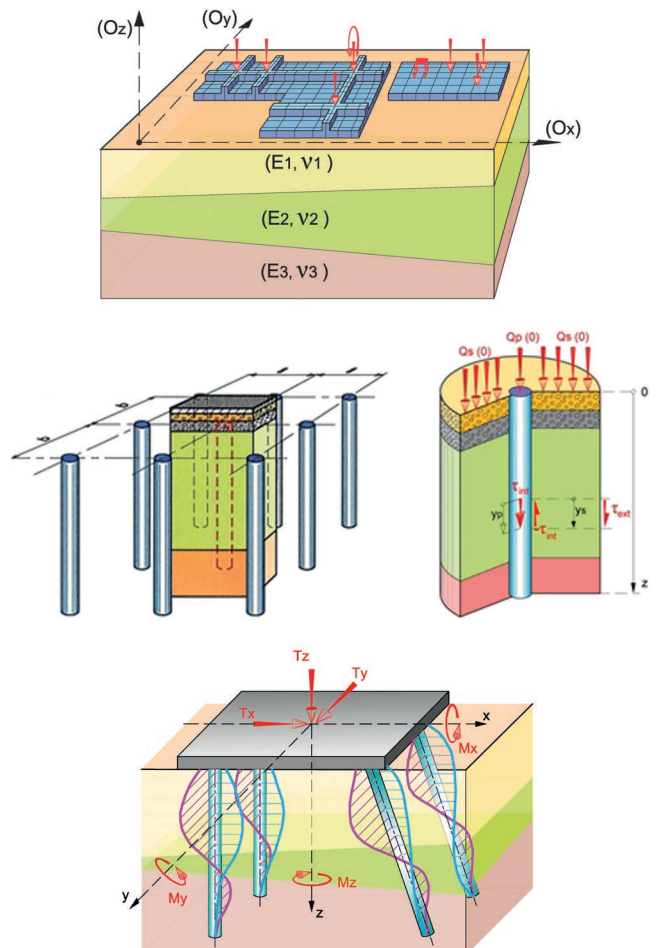 (Oz)
(Oy)
(Ox)
(E1, ν1)
(E2, ν2)
(E3, ν3)
b
b
Qp (0)
Qs (0)
Qs (0)
0
τint
yp
τint
ys
τext
z
Tz
Ty
Tx
x
Mx
My
y
Mz
z